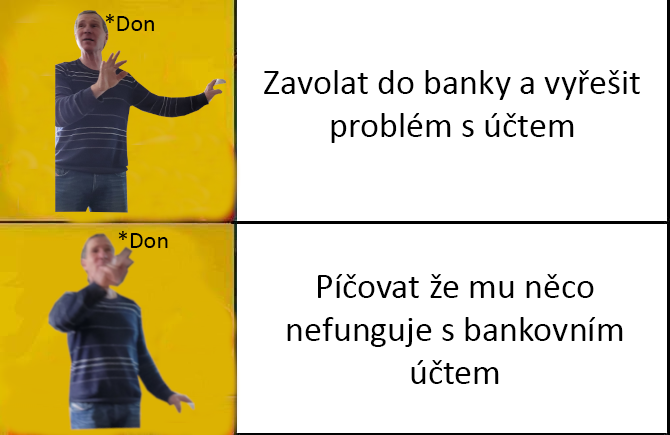 *Don
Zavolat do banky a vyřešit
problém s účtem
*Don
Píčovat že mu něco
nefunguje s bankovním
účtem